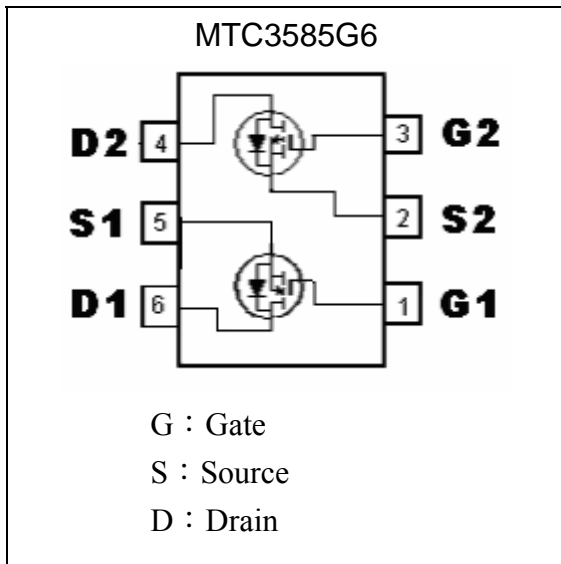 MTC3585G6
D2 4 3 G2
S1 5 2 S2
D1 6 1 G1
G：Gate
S：Source
D：Drain